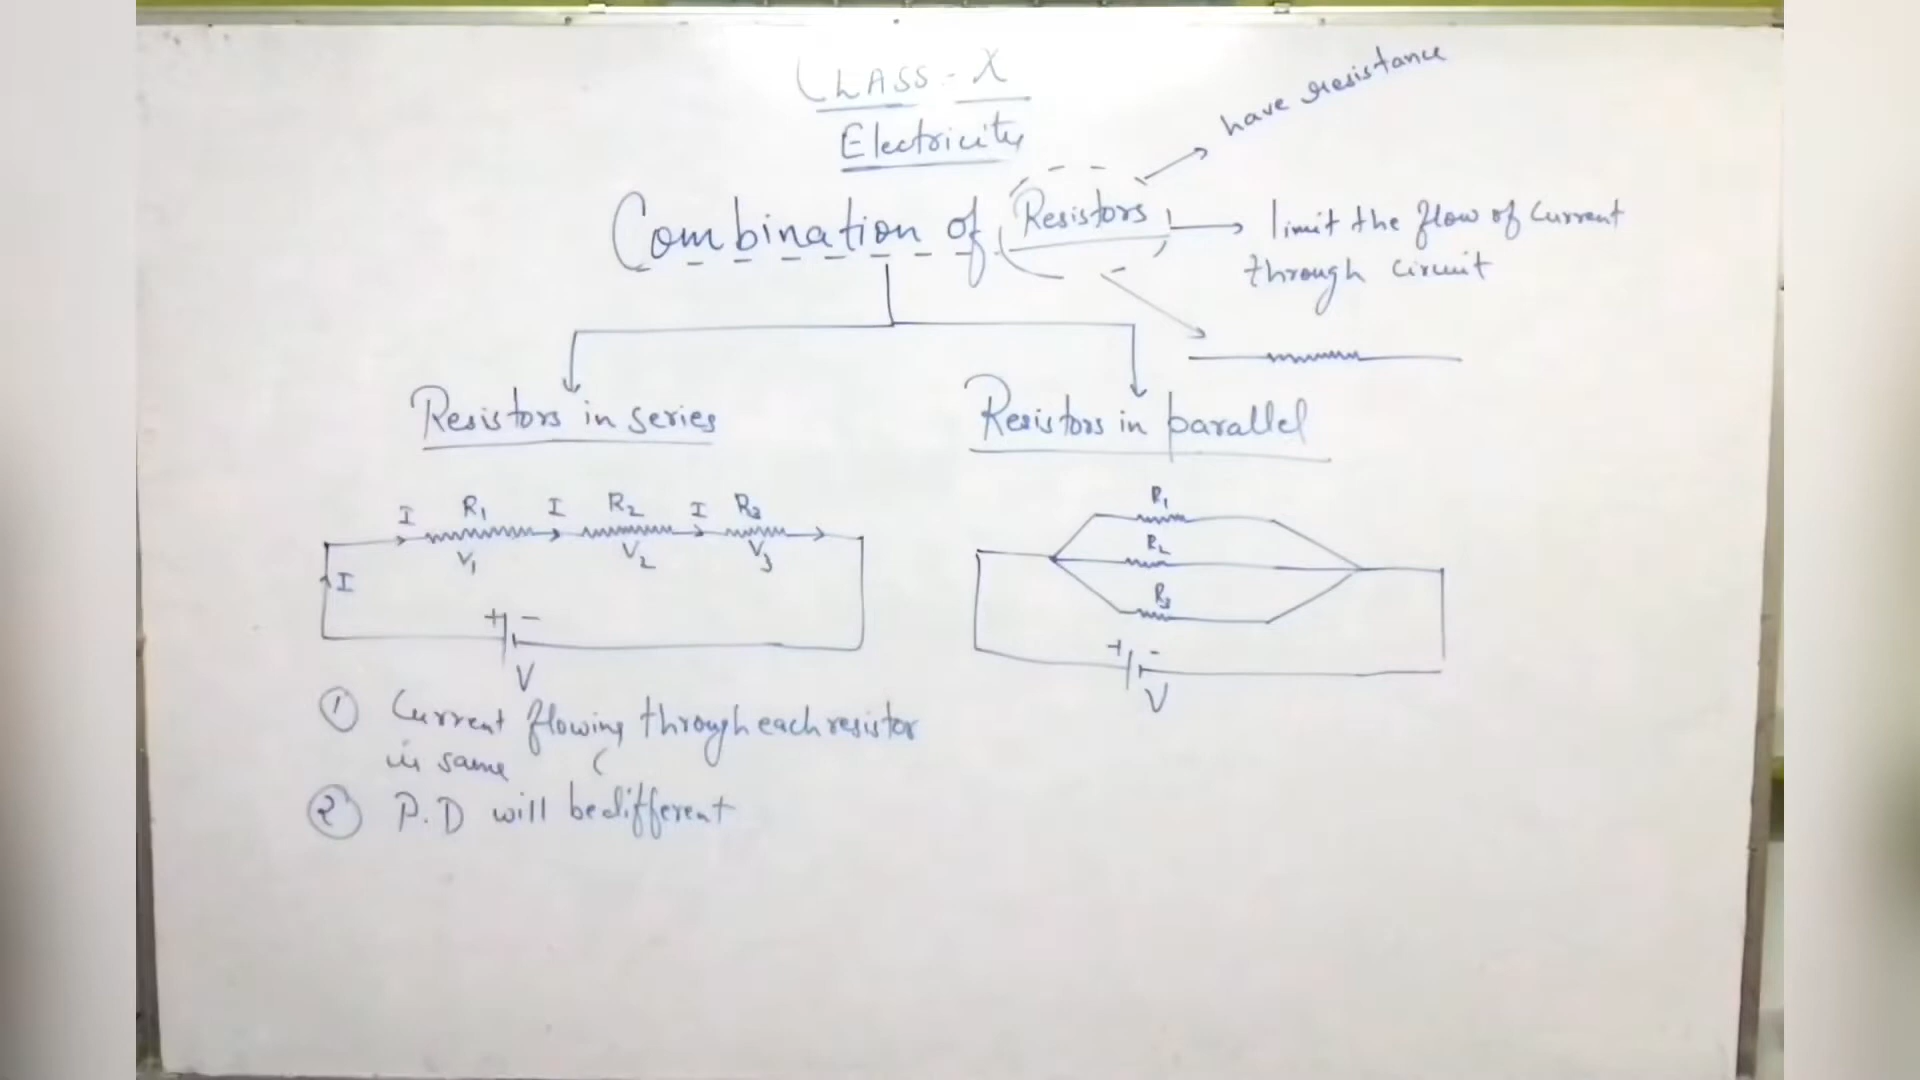 CLASS - X
Electricity
Combination of Resistors
have resistance
limit the flow of current
through circuit
Resistors in series
Resistors in parallel
I R1 I R2 I R3
V1 V2 V3
I
+ -
V
R1
R2
R3
+ -
V
① Current flowing through each resistor
is same (
② P.D will be different